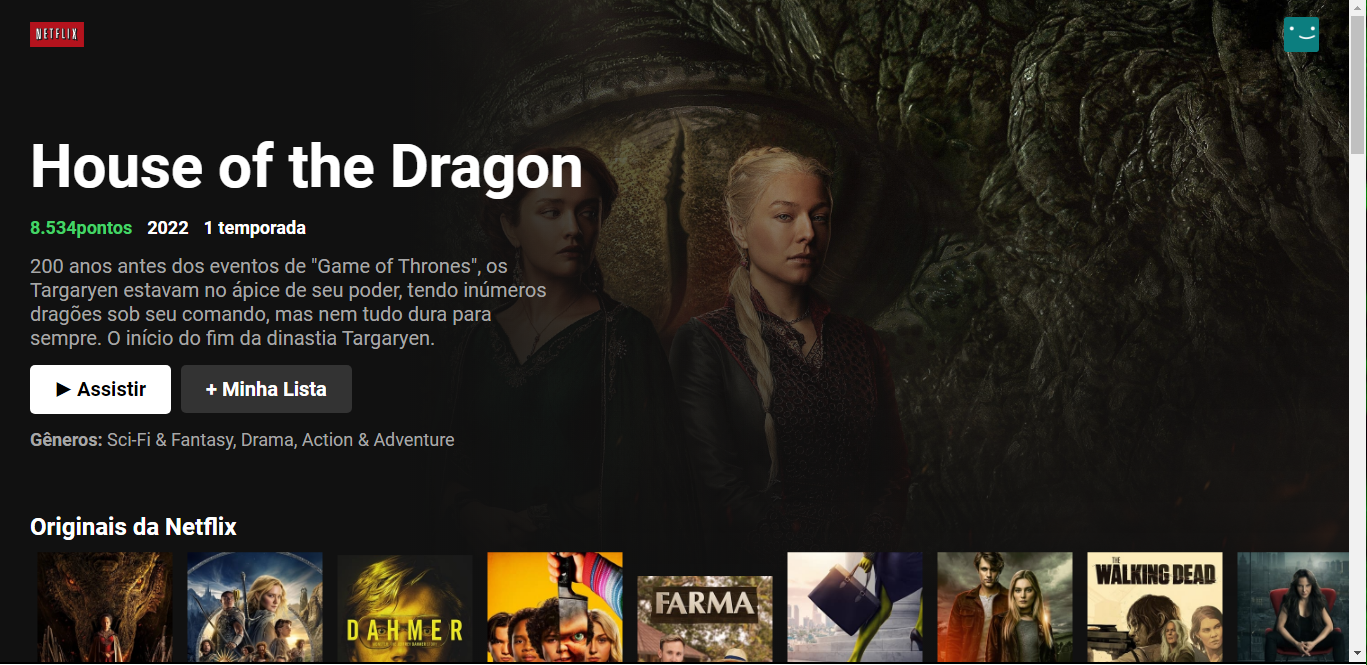 NETFLIX
House of the Dragon
8.534pontos 2022 1 temporada
200 anos antes dos eventos de "Game of Thrones", os
Targaryen estavam no ápice de seu poder, tendo inúmeros
dragões sob seu comando, mas nem tudo dura para
sempre. O início do fim da dinastia Targaryen.
► Assistir + Minha Lista
Gêneros: Sci-Fi & Fantasy, Drama, Action & Adventure
Originais da Netflix
DAHMER
FARMA
THE
WALKING DEAD